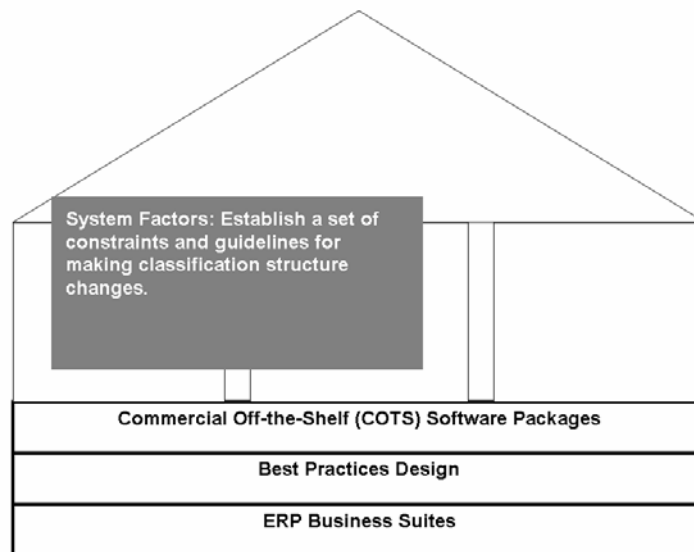 System Factors: Establish a set of
constraints and guidelines for
making classification structure
changes.
Commercial Off-the-Shelf (COTS) Software Packages
Best Practices Design
ERP Business Suites